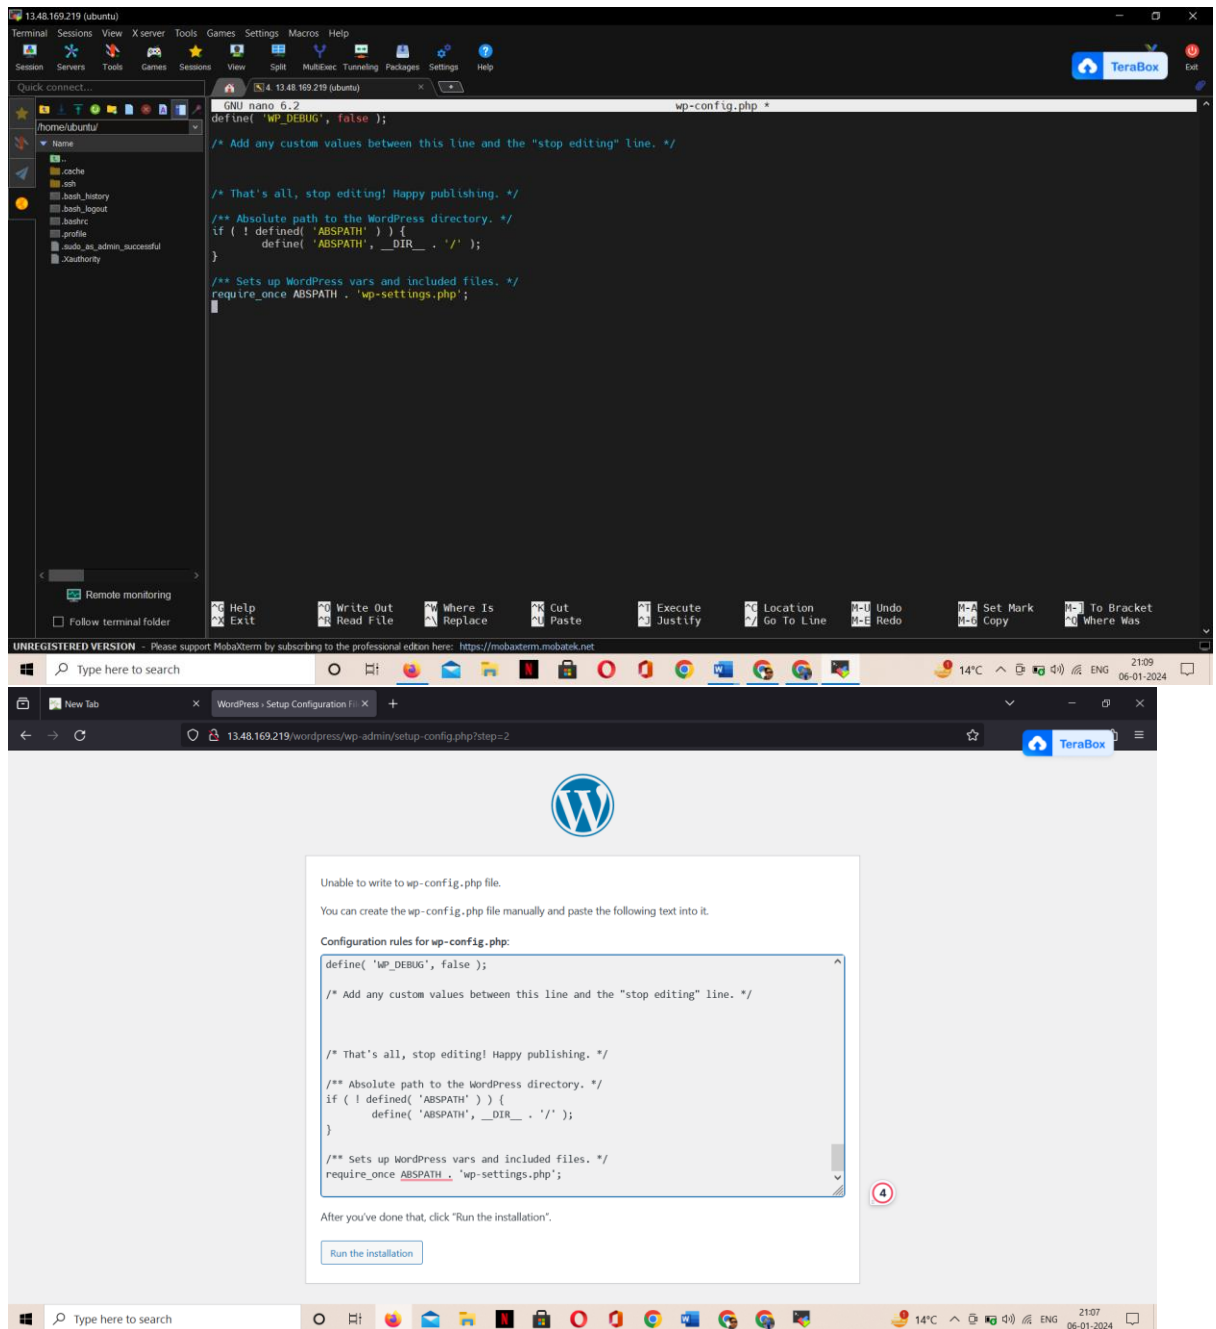 13.48.169.219 (ubuntu)
Terminal Sessions View X server Tools Games Settings Macros Help
Session Servers Tools Games Sessions View Split MultiExec Tunneling Packages Settings Help
TeraBox
Exit
Quick connect...
4. 13.48.169.219 (ubuntu)
/home/ubuntu/
Name
..
.cache
.ssh
.bash_history
.bash_logout
.bashrc
.profile
.sudo_as_admin_successful
.Xauthority
GNU nano 6.2 wp-config.php *
define( 'WP_DEBUG', false );
/* Add any custom values between this line and the "stop editing" line. */
/* That's all, stop editing! Happy publishing. */
/** Absolute path to the WordPress directory. */
if ( ! defined( 'ABSPATH' ) ) {
define( 'ABSPATH', __DIR__ . '/' );
}
/** Sets up WordPress vars and included files. */
require_once ABSPATH . 'wp-settings.php';
Remote monitoring
Follow terminal folder
^G Help ^O Write Out ^W Where Is ^K Cut ^T Execute ^C Location M-U Undo M-A Set Mark M-] To Bracket
^X Exit ^R Read File ^\ Replace ^U Paste ^J Justify ^/ Go To Line M-E Redo M-6 Copy ^Q Where Was
UNREGISTERED VERSION - Please support MobaXterm by subscribing to the professional edition here: https://mobaxterm.mobatek.net
Type here to search
14°C ENG 21:09
06-01-2024
New Tab
WordPress › Setup Configuration Fil
13.48.169.219/wordpress/wp-admin/setup-config.php?step=2
TeraBox
Unable to write to wp-config.php file.
You can create the wp-config.php file manually and paste the following text into it.
Configuration rules for wp-config.php:
define( 'WP_DEBUG', false );
/* Add any custom values between this line and the "stop editing" line. */
/* That's all, stop editing! Happy publishing. */
/** Absolute path to the WordPress directory. */
if ( ! defined( 'ABSPATH' ) ) {
define( 'ABSPATH', __DIR__ . '/' );
}
/** Sets up WordPress vars and included files. */
require_once ABSPATH . 'wp-settings.php';
4
After you've done that, click "Run the installation".
Run the installation
Type here to search
14°C ENG 21:07
06-01-2024